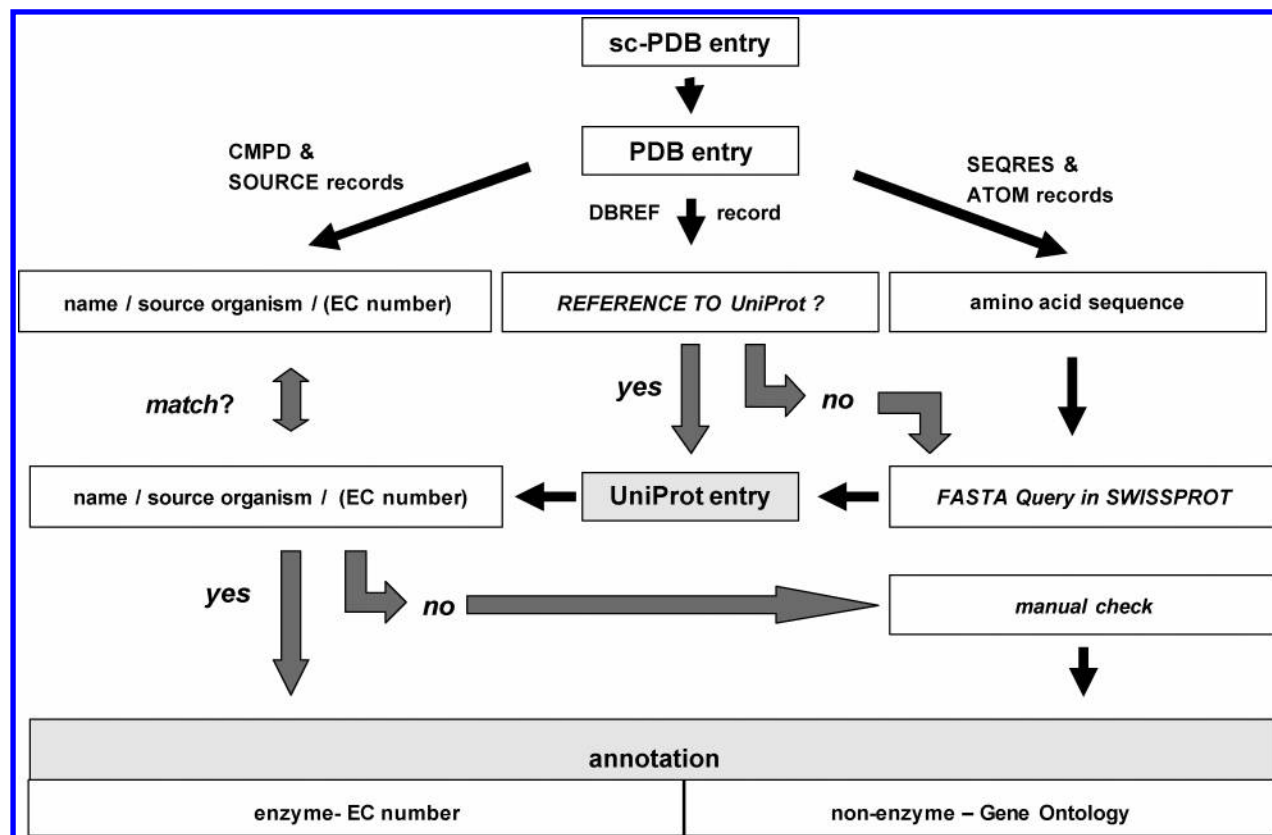 sc-PDB entry
PDB entry
CMPD &
SOURCE records
SEQRES &
ATOM records
DBREF record
name / source organism / (EC number)
REFERENCE TO UniProt ?
amino acid sequence
match?
yes
no
name / source organism / (EC number)
UniProt entry
FASTA Query in SWISSPROT
yes
no
manual check
annotation
enzyme- EC number
non-enzyme – Gene Ontology